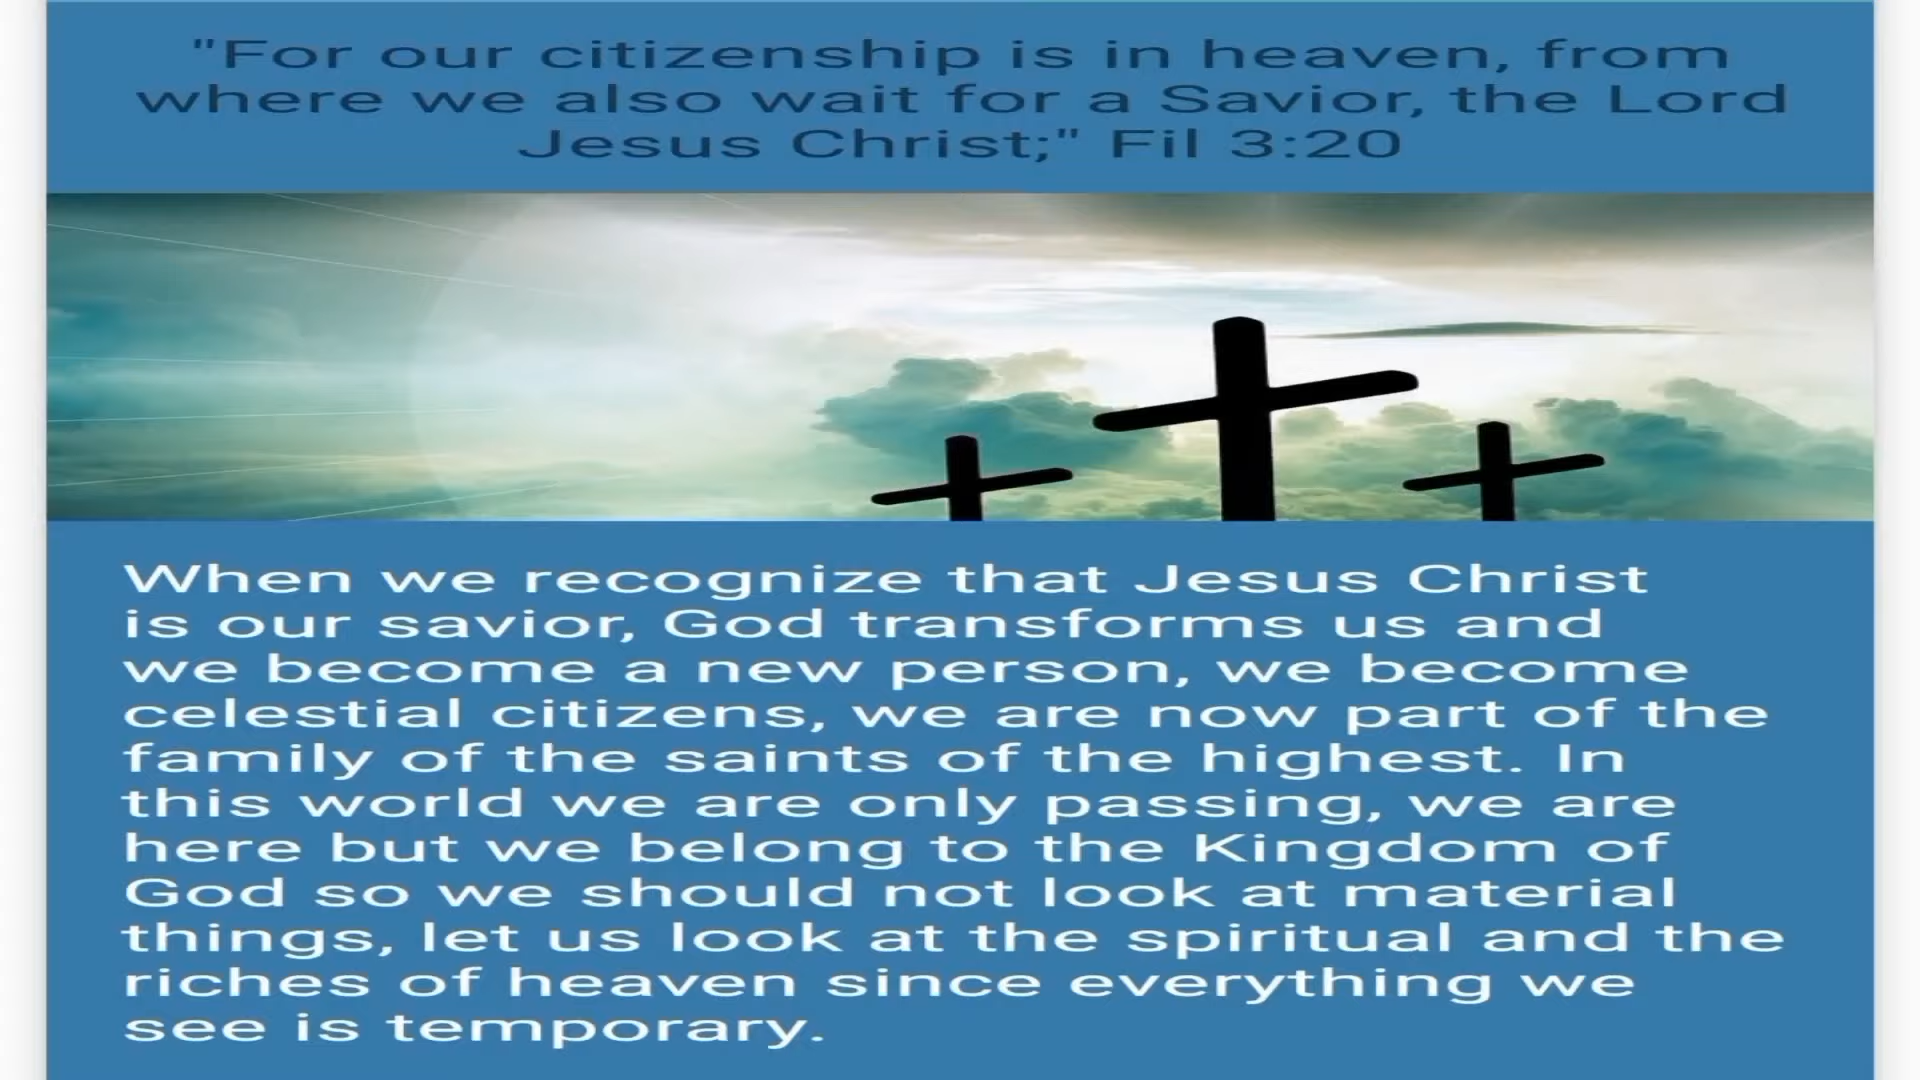 "For our citizenship is in heaven, from
where we also wait for a Savior, the Lord
Jesus Christ;" Fil 3:20
When we recognize that Jesus Christ
is our savior, God transforms us and
we become a new person, we become
celestial citizens, we are now part of the
family of the saints of the highest. In
this world we are only passing, we are
here but we belong to the Kingdom of
God so we should not look at material
things, let us look at the spiritual and the
riches of heaven since everything we
see is temporary.